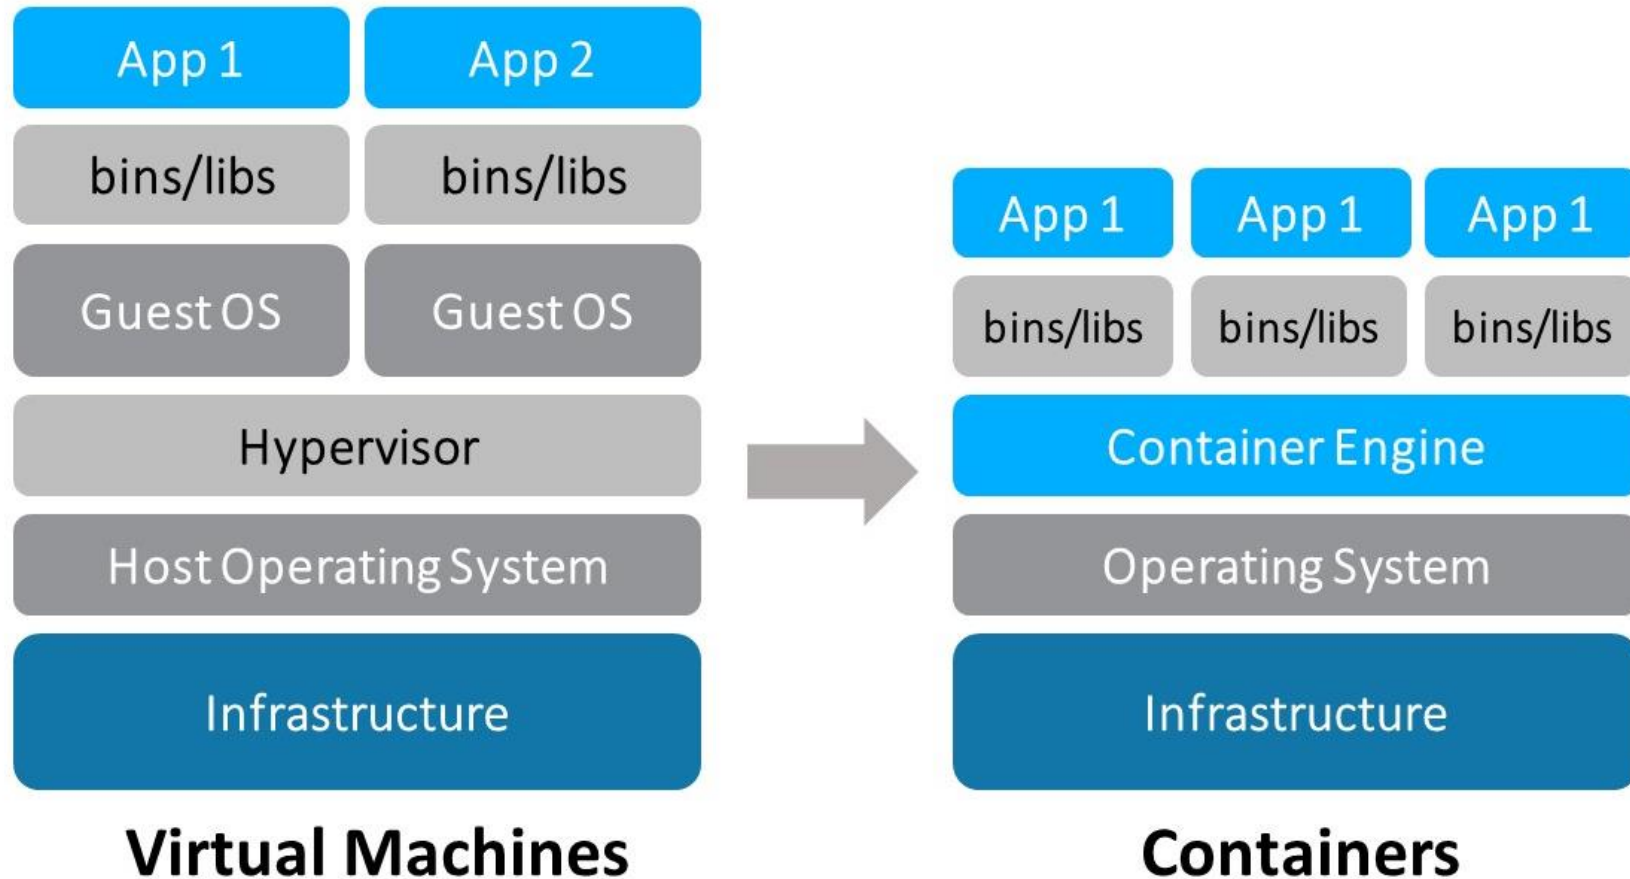 App 1
App 2
bins/libs
bins/libs
Guest OS
Guest OS
Hypervisor
Host Operating System
Infrastructure
Virtual Machines
App 1
App 1
App 1
bins/libs
bins/libs
bins/libs
Container Engine
Operating System
Infrastructure
Containers